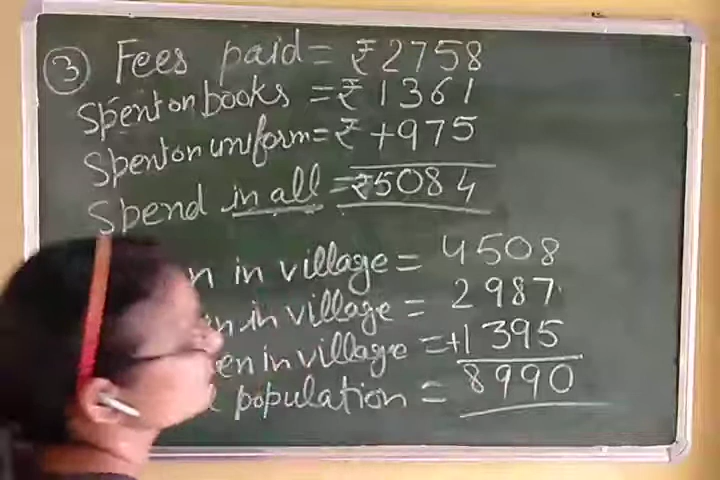 ③ Fees paid = ₹2758
Spent on books = ₹1361
Spent on uniform = ₹+975
Spend in all = ₹5084
n in village = 4508
n in village = 2987
en in village = +1395
population = 8990